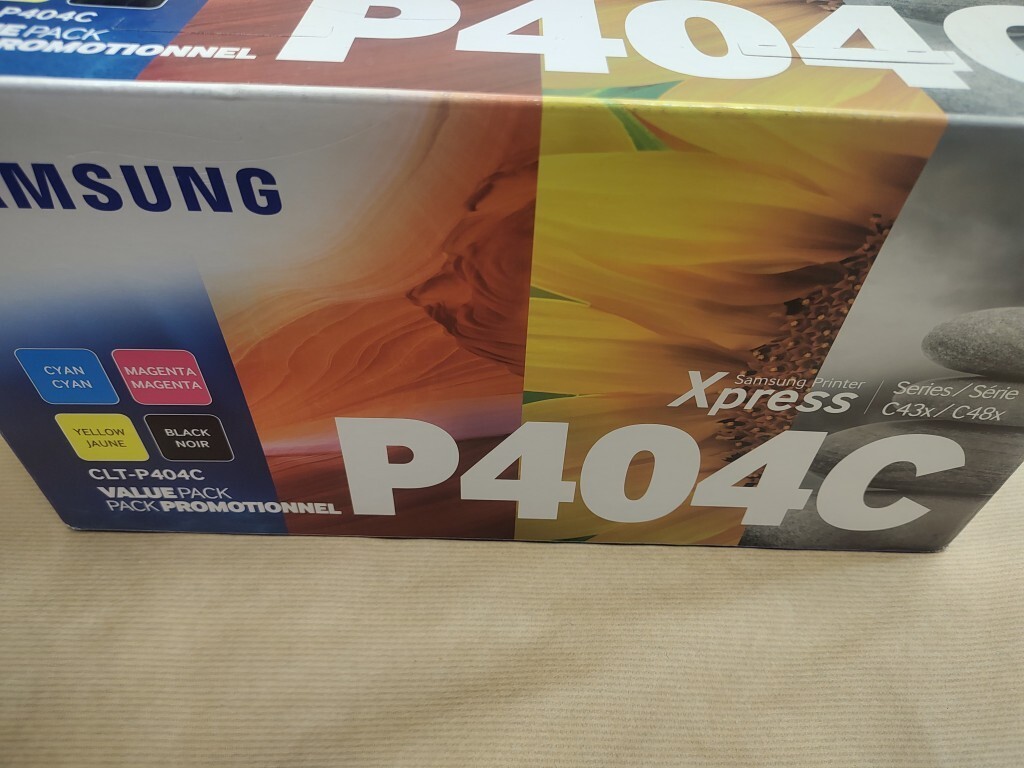 P404C
VALUE PACK
PROMOTIONNEL
P404C
SAMSUNG
CYAN
CYAN
MAGENTA
MAGENTA
YELLOW
JAUNE
BLACK
NOIR
CLT-P404C
VALUE PACK
PACK PROMOTIONNEL
Samsung Printer
Xpress
Series / Série
C43x / C48x
P404C